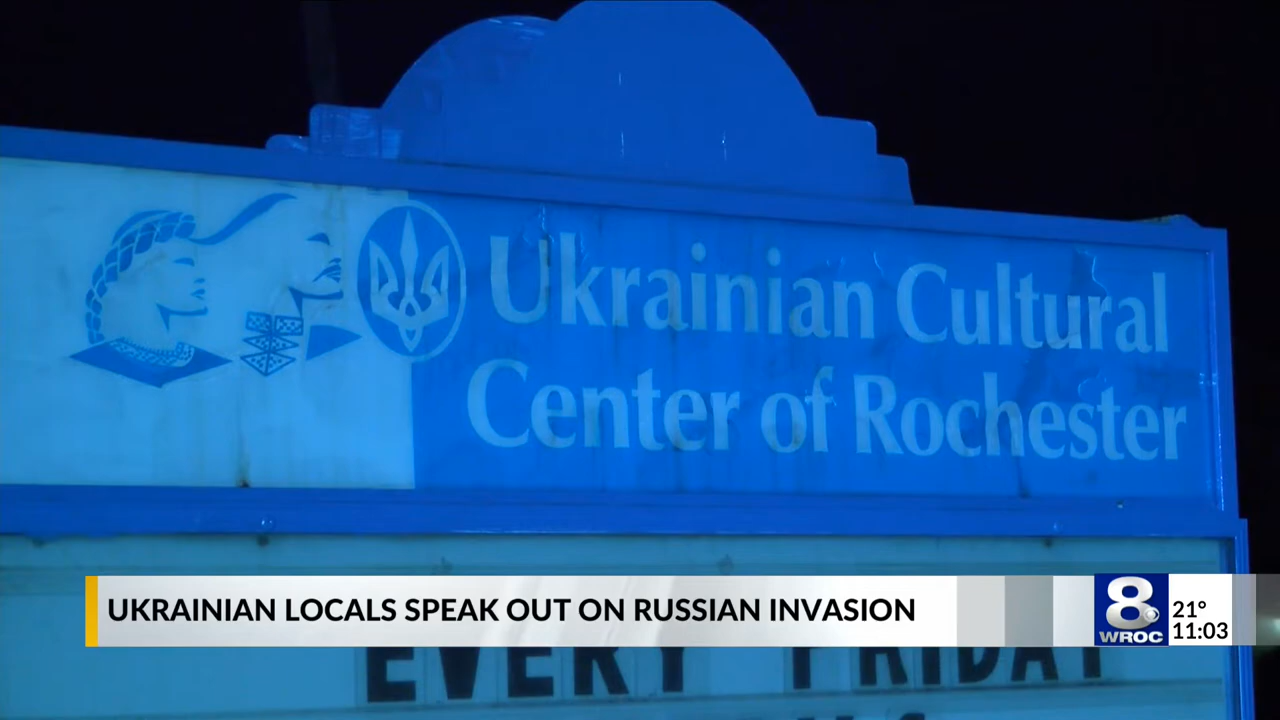 Ukrainian Cultural
Center of Rochester
UKRAINIAN LOCALS SPEAK OUT ON RUSSIAN INVASION
8
WROC
21°
11:03
EVERY FRIDAY